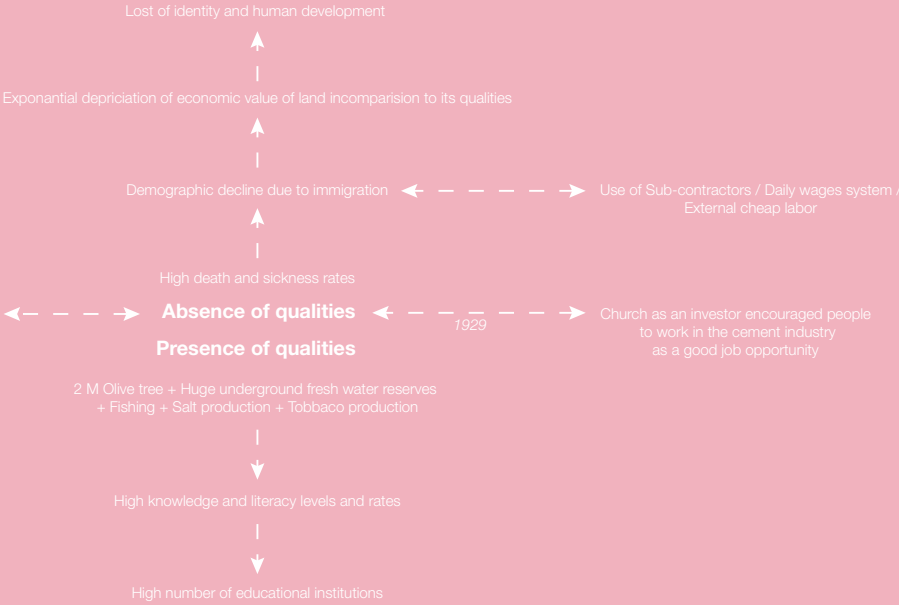 Lost of identity and human development
Exponantial depriciation of economic value of land incomparision to its qualities
Demographic decline due to immigration
Use of Sub-contractors / Daily wages system /
External cheap labor
High death and sickness rates
Absence of qualities
1929
Church as an investor encouraged people
to work in the cement industry
as a good job opportunity
Presence of qualities
2 M Olive tree + Huge underground fresh water reserves
+ Fishing + Salt production + Tobbaco production
High knowledge and literacy levels and rates
High number of educational institutions